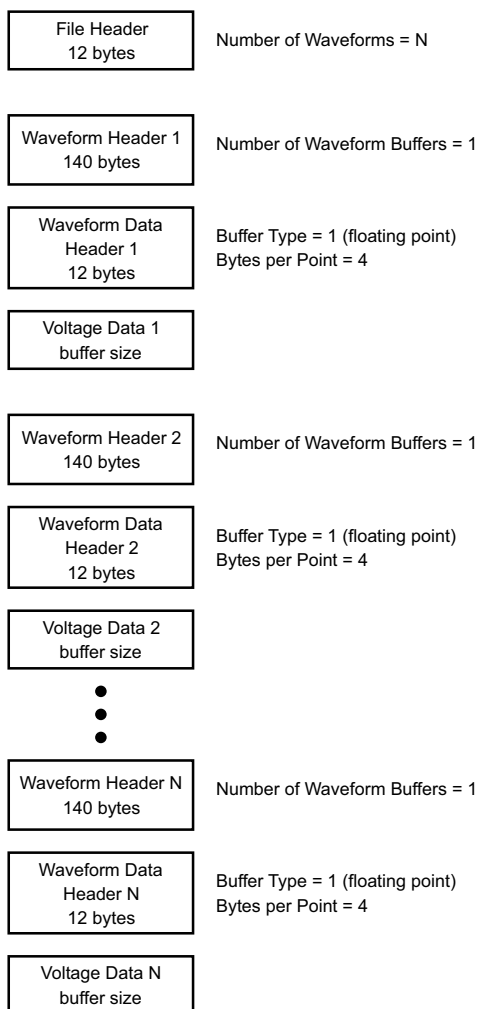 File Header
12 bytes
Number of Waveforms = N
Waveform Header 1
140 bytes
Number of Waveform Buffers = 1
Waveform Data
Header 1
12 bytes
Buffer Type = 1 (floating point)
Bytes per Point = 4
Voltage Data 1
buffer size
Waveform Header 2
140 bytes
Number of Waveform Buffers = 1
Waveform Data
Header 2
12 bytes
Buffer Type = 1 (floating point)
Bytes per Point = 4
Voltage Data 2
buffer size
Waveform Header N
140 bytes
Number of Waveform Buffers = 1
Waveform Data
Header N
12 bytes
Buffer Type = 1 (floating point)
Bytes per Point = 4
Voltage Data N
buffer size